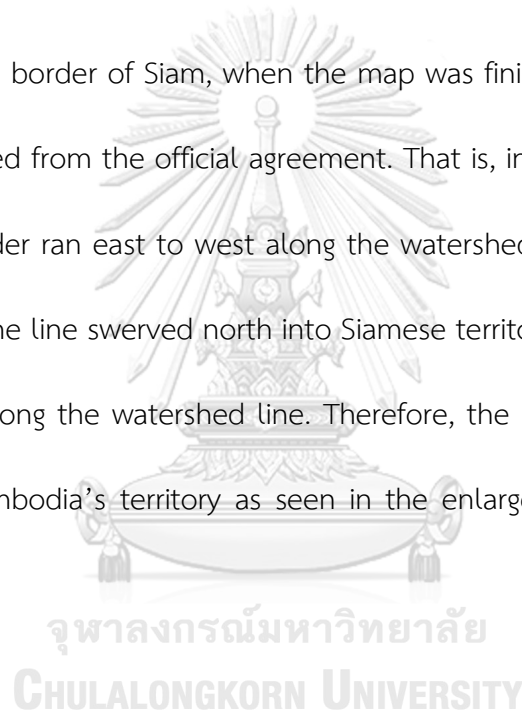 border of Siam, when the map was fini
ed from the official agreement. That is, in
der ran east to west along the watershed
ne line swerved north into Siamese territo
ong the watershed line. Therefore, the
mbodia's territory as seen in the enlarge
จุฬาลงกรณ์มหาวิทยาลัย
CHULALONGKORN UNIVERSITY